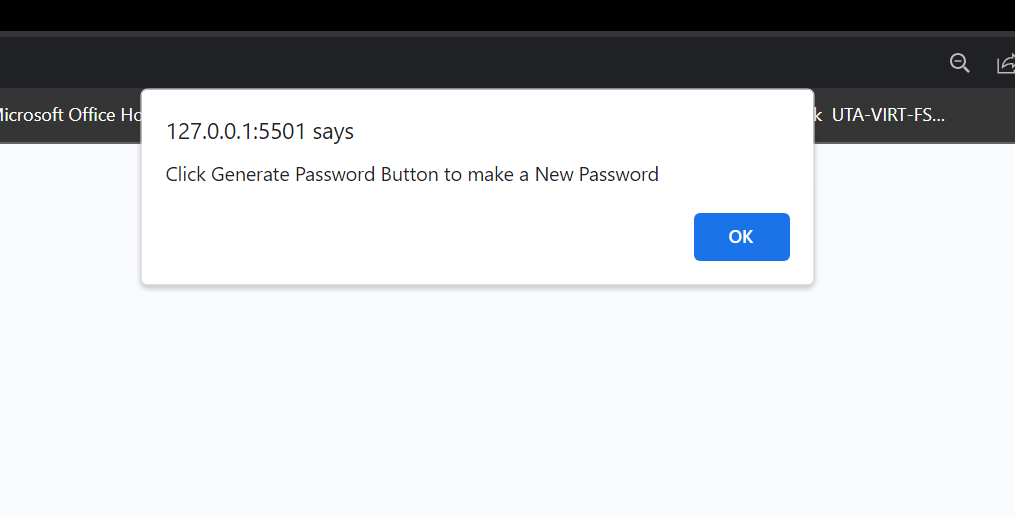 Microsoft Office Ho
k UTA-VIRT-FS...
127.0.0.1:5501 says
Click Generate Password Button to make a New Password
OK